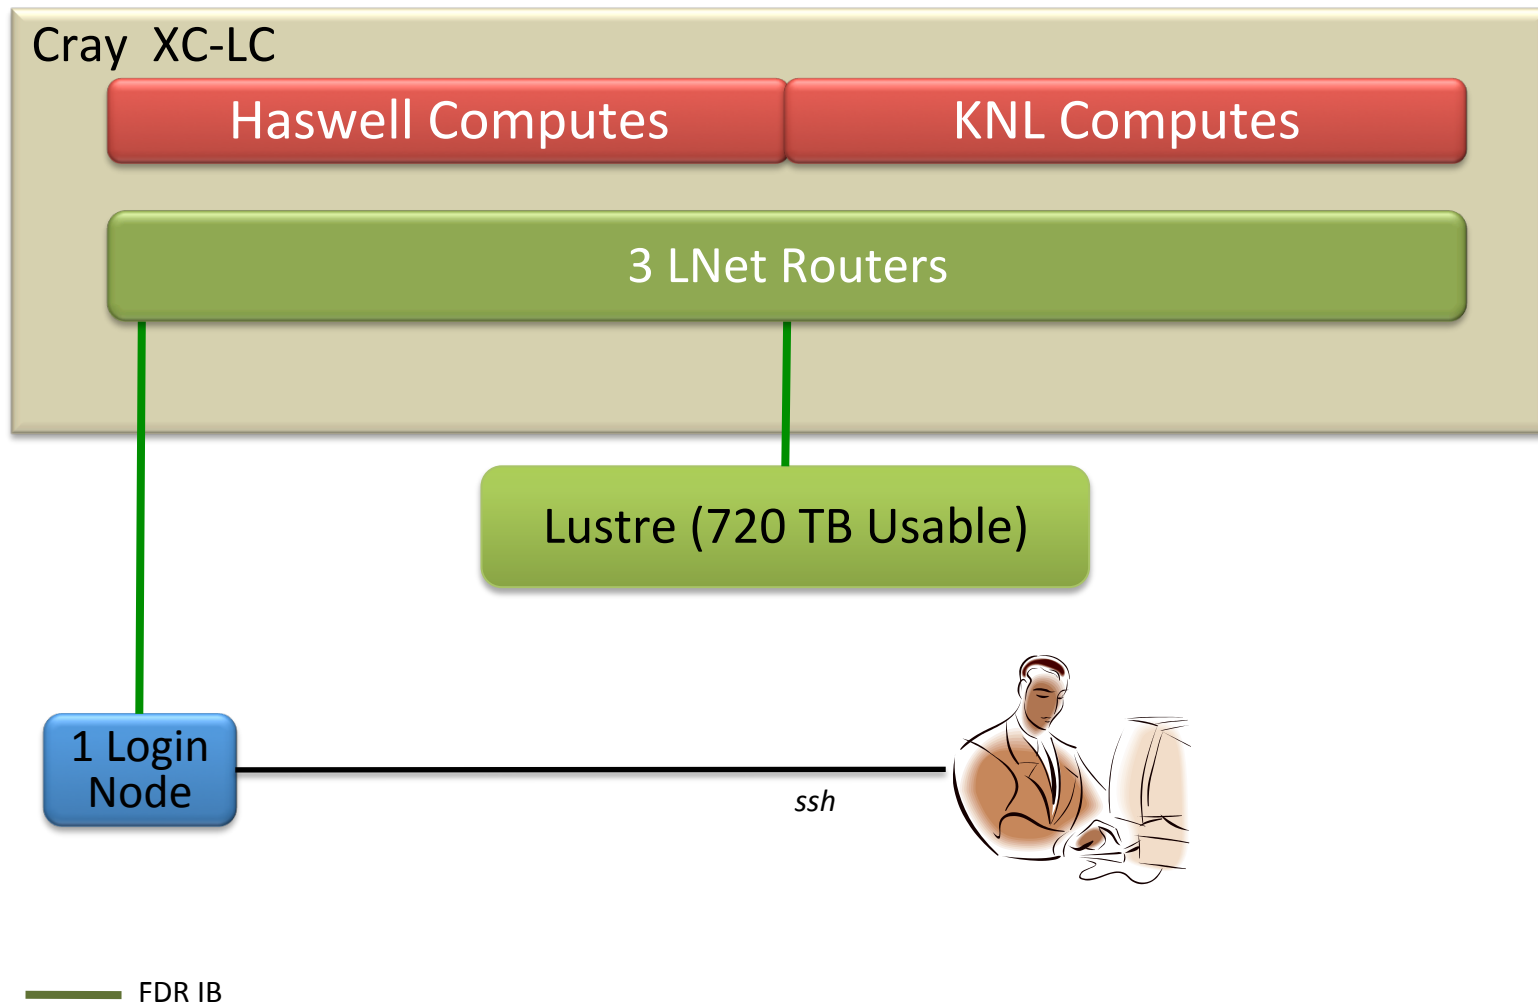 Cray XC-LC
Haswell Computes
KNL Computes
3 LNet Routers
Lustre (720 TB Usable)
1 Login
Node
ssh
FDR IB